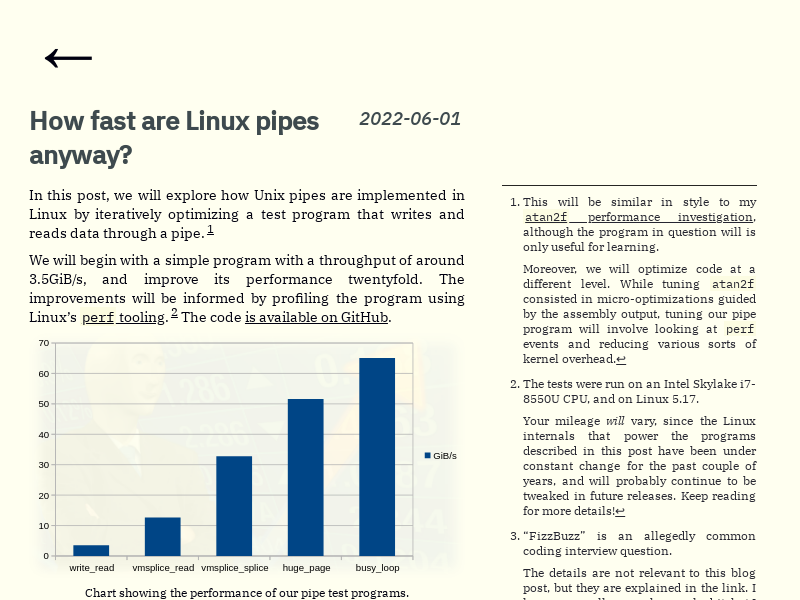 ←
How fast are Linux pipes
anyway?
2022-06-01
In this post, we will explore how Unix pipes are implemented in
Linux by iteratively optimizing a test program that writes and
reads data through a pipe.1
We will begin with a simple program with a throughput of around
3.5GiB/s, and improve its performance twentyfold. The
improvements will be informed by profiling the program using
Linux’s perf tooling.2 The code is available on GitHub.
70
60
50
40
30
20
10
0
write_read vmsplice_read vmsplice_splice huge_page busy_loop
GiB/s
Chart showing the performance of our pipe test programs.
1. This will be similar in style to my
atan2f performance investigation,
although the program in question will is
only useful for learning.
Moreover, we will optimize code at a
different level. While tuning atan2f
consisted in micro-optimizations guided
by the assembly output, tuning our pipe
program will involve looking at perf
events and reducing various sorts of
kernel overhead.↩
2. The tests were run on an Intel Skylake i7-
8550U CPU, and on Linux 5.17.
Your mileage will vary, since the Linux
internals that power the programs
described in this post have been under
constant change for the past couple of
years, and will probably continue to be
tweaked in future releases. Keep reading
for more details!↩
3. “FizzBuzz” is an allegedly common
coding interview question.
The details are not relevant to this blog
post, but they are explained in the link. I